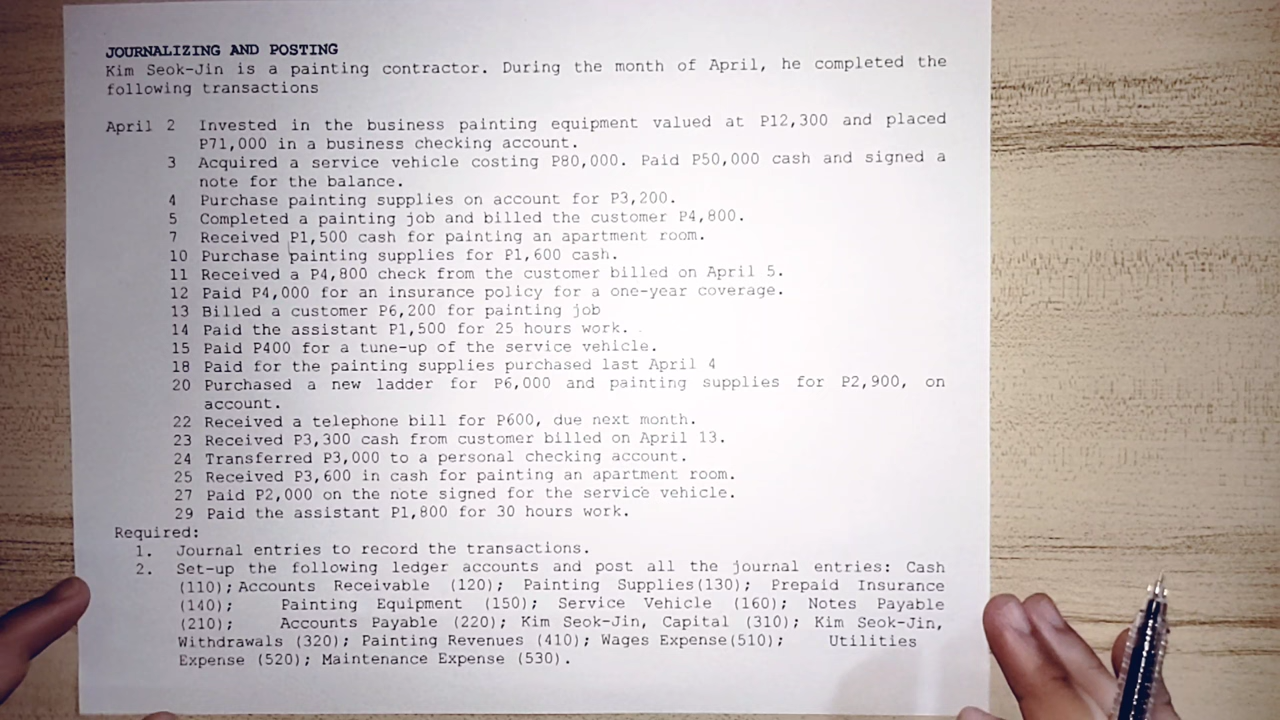 JOURNALIZING AND POSTING
Kim Seok-Jin is a painting contractor. During the month of April, he completed the
following transactions
April 2 Invested in the business painting equipment valued at P12,300 and placed
P71,000 in a business checking account.
3 Acquired a service vehicle costing P80,000. Paid P50,000 cash and signed a
note for the balance.
4 Purchase painting supplies on account for P3,200.
5 Completed a painting job and billed the customer P4,800.
7 Received P1,500 cash for painting an apartment room.
10 Purchase painting supplies for P1,600 cash.
11 Received a P4,800 check from the customer billed on April 5.
12 Paid P4,000 for an insurance policy for a one-year coverage.
13 Billed a customer P6,200 for painting job
14 Paid the assistant P1,500 for 25 hours work.
15 Paid P400 for a tune-up of the service vehicle.
18 Paid for the painting supplies purchased last April 4
20 Purchased a new ladder for P6,000 and painting supplies for P2,900, on
account.
22 Received a telephone bill for P600, due next month.
23 Received P3,300 cash from customer billed on April 13.
24 Transferred P3,000 to a personal checking account.
25 Received P3,600 in cash for painting an apartment room.
27 Paid P2,000 on the note signed for the service vehicle.
29 Paid the assistant P1,800 for 30 hours work.
Required:
1. Journal entries to record the transactions.
2. Set-up the following ledger accounts and post all the journal entries: Cash
(110); Accounts Receivable (120); Painting Supplies(130); Prepaid Insurance
(140); Painting Equipment (150); Service Vehicle (160); Notes Payable
(210); Accounts Payable (220); Kim Seok-Jin, Capital (310); Kim Seok-Jin,
Withdrawals (320); Painting Revenues (410); Wages Expense(510); Utilities
Expense (520); Maintenance Expense (530).